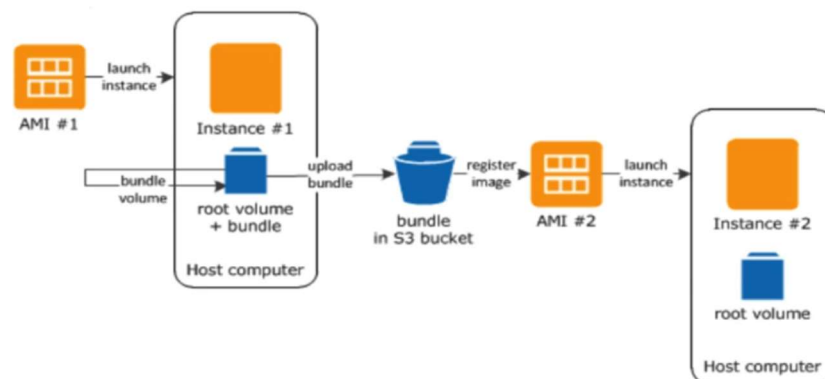 AMI #1
launch
instance
Instance #1
bundle
volume
root volume
+ bundle
Host computer
upload
bundle
bundle
in S3 bucket
register
image
AMI #2
launch
instance
Instance #2
root volume
Host computer